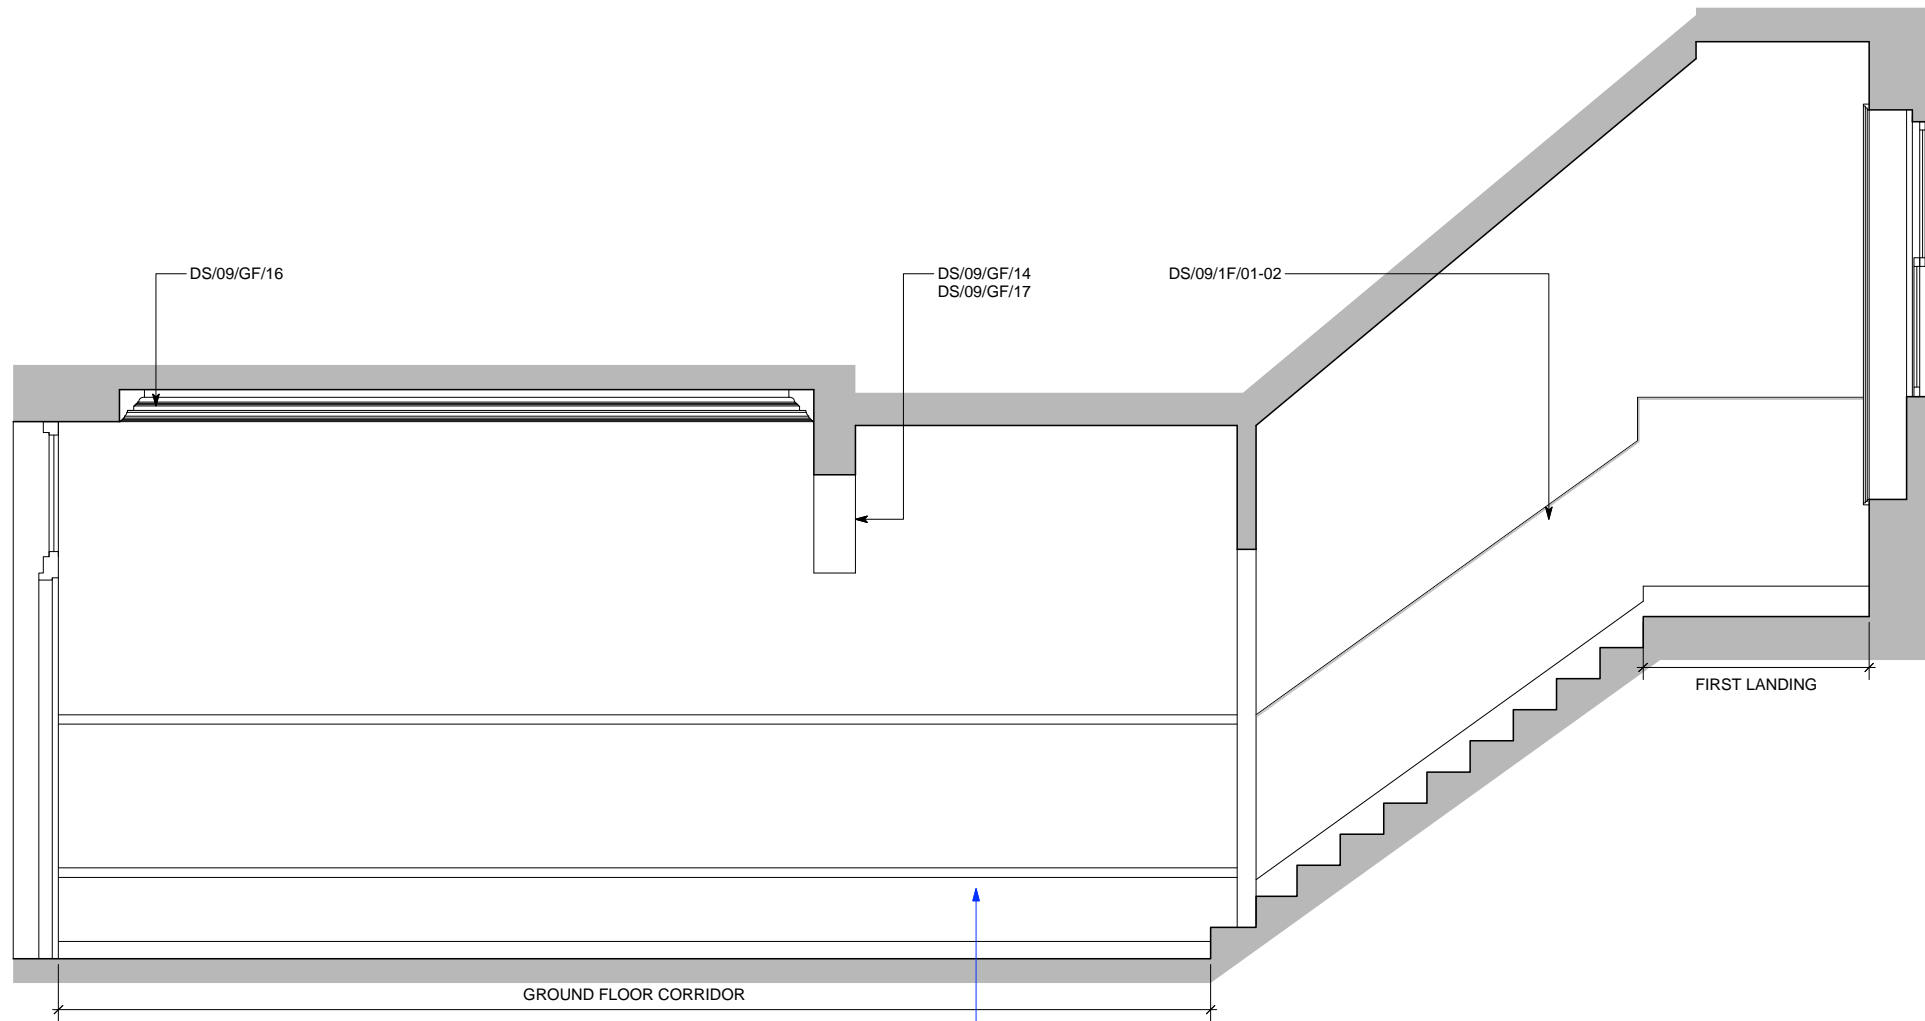 DS/09/GF/16
DS/09/GF/14
DS/09/GF/17
DS/09/1F/01-02
FIRST LANDING
GROUND FLOOR CORRIDOR